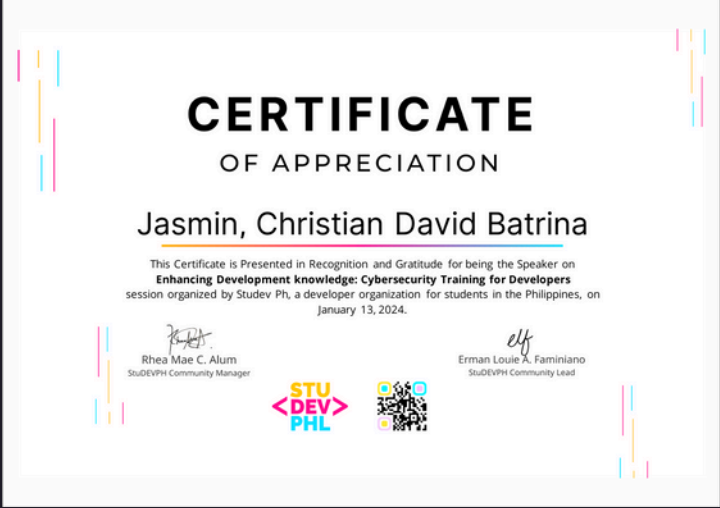 CERTIFICATE
OF APPRECIATION
Jasmin, Christian David Batrina
This Certificate is Presented in Recognition and Gratitude for being the Speaker on
Enhancing Development knowledge: Cybersecurity Training for Developers
session organized by Studev Ph, a developer organization for students in the Philippines, on
January 13, 2024.
Rhea Mae C. Alum
StuDEVPH Community Manager
Erman Louie A. Faminiano
StuDEVPH Community Lead
STU
<DEV>
PHL